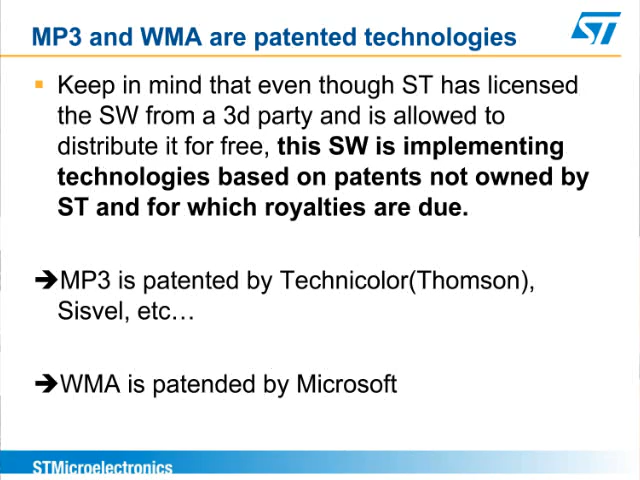 MP3 and WMA are patented technologies
ST
Keep in mind that even though ST has licensed
the SW from a 3d party and is allowed to
distribute it for free, this SW is implementing
technologies based on patents not owned by
ST and for which royalties are due.
➔MP3 is patented by Technicolor(Thomson),
Sisvel, etc…
➔WMA is patended by Microsoft
STMicroelectronics